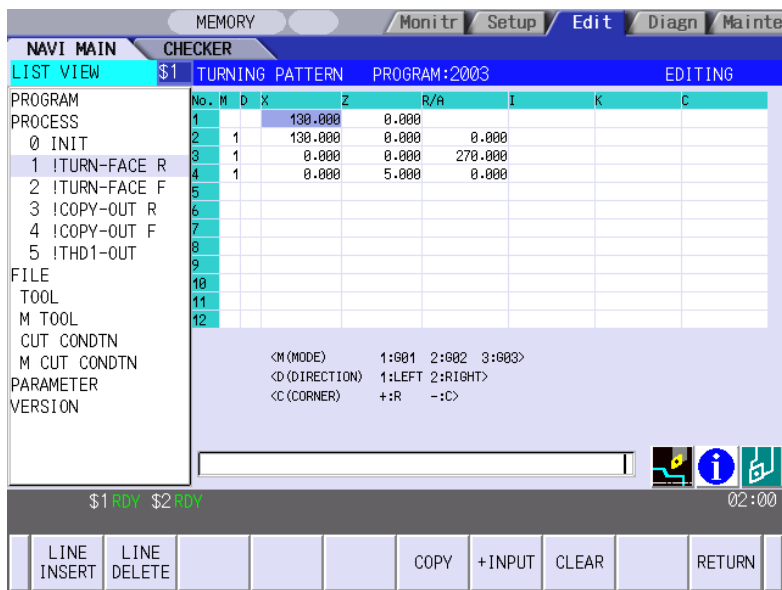 MEMORY Monitr Setup Edit Diagn Mainte
NAVI MAIN CHECKER
LIST VIEW $1 TURNING PATTERN PROGRAM:2003 EDITING
PROGRAM
PROCESS
0 INIT
1 !TURN-FACE R
2 !TURN-FACE F
3 !COPY-OUT R
4 !COPY-OUT F
5 !THD1-OUT
FILE
TOOL
M TOOL
CUT CONDTN
M CUT CONDTN
PARAMETER
VERSION
No. M D X Z R/A I K C
1 130.000 0.000
2 1 130.000 0.000 0.000
3 1 0.000 0.000 270.000
4 1 0.000 5.000 0.000
5
6
7
8
9
10
11
12
<M(MODE) 1:G01 2:G02 3:G03>
<D(DIRECTION) 1:LEFT 2:RIGHT>
<C(CORNER) +:R -:C>
$1 RDY $2 RDY 02:00
LINE INSERT LINE DELETE COPY +INPUT CLEAR RETURN